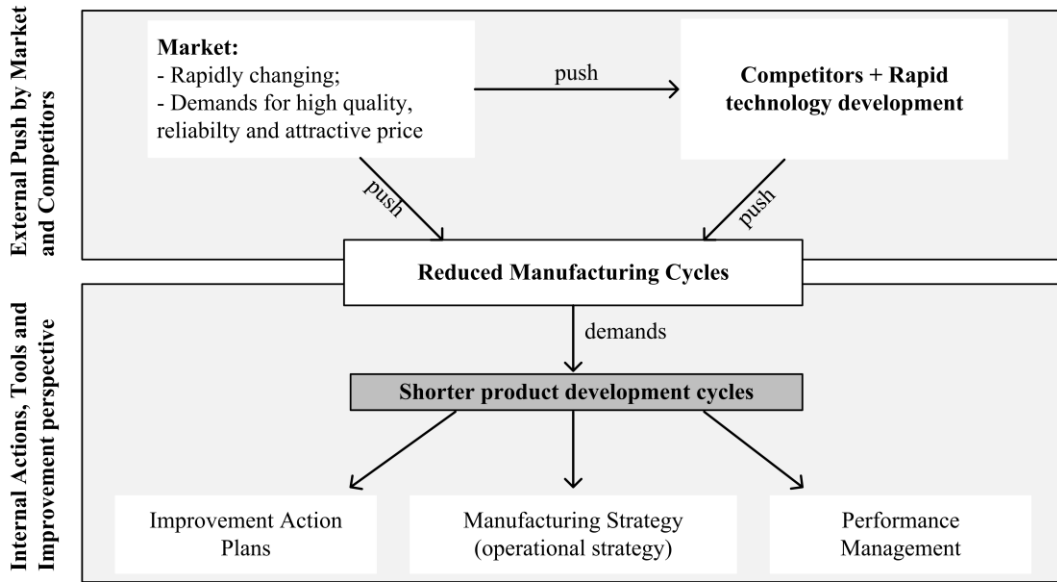 External Push by Market
and Competitors
Market:
- Rapidly changing;
- Demands for high quality,
reliabilty and attractive price
push
Competitors + Rapid
technology development
push
push
Reduced Manufacturing Cycles
Internal Actions, Tools and
Improvement perspective
demands
Shorter product development cycles
Improvement Action
Plans
Manufacturing Strategy
(operational strategy)
Performance
Management